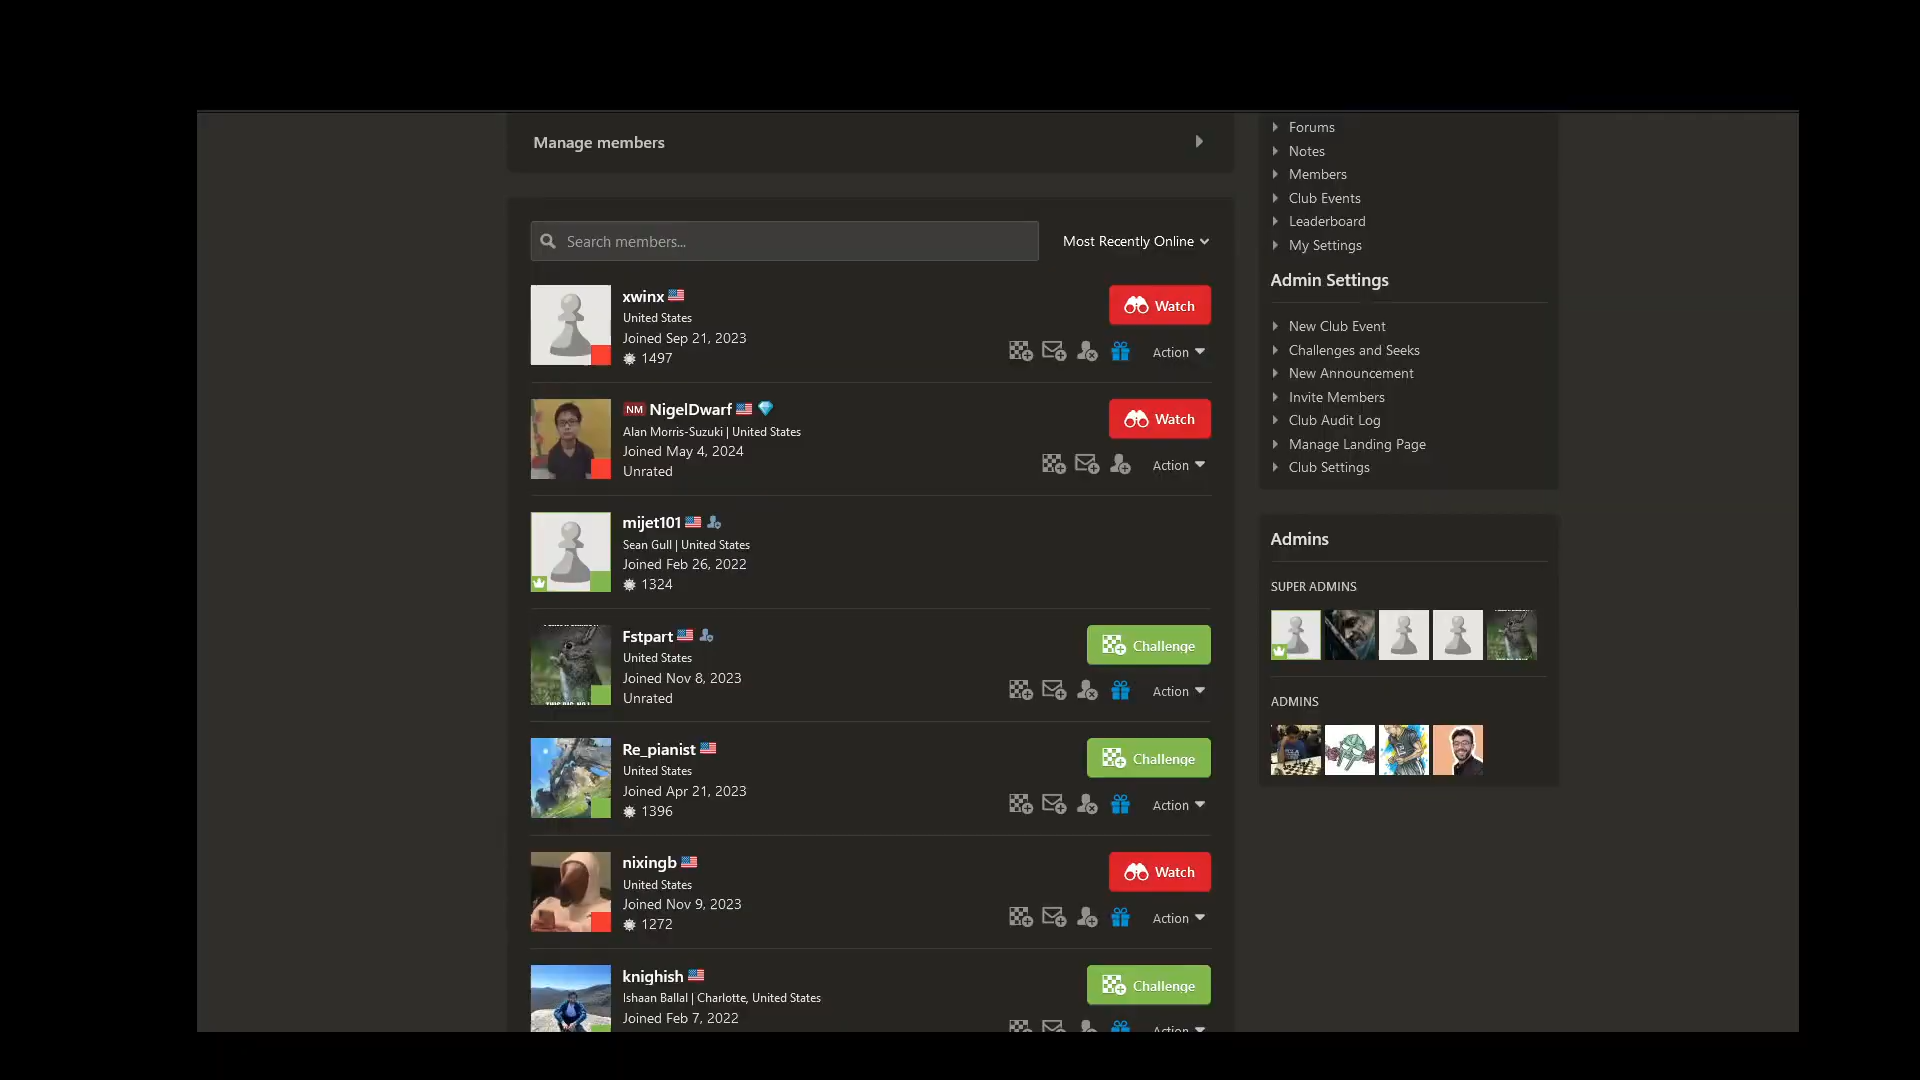 Manage members
Search members...
Most Recently Online
xwinx
United States
Joined Sep 21, 2023
1497
Watch
Action
NM NigelDwarf
Alan Morris-Suzuki | United States
Joined May 4, 2024
Unrated
Watch
Action
mijet101
Sean Gull | United States
Joined Feb 26, 2022
1324
Fstpart
United States
Joined Nov 8, 2023
Unrated
Challenge
Action
Re_pianist
United States
Joined Apr 21, 2023
1396
Challenge
Action
nixingb
United States
Joined Nov 9, 2023
1272
Watch
Action
knighish
Ishaan Ballal | Charlotte, United States
Joined Feb 7, 2022
Challenge
Action
Forums
Notes
Members
Club Events
Leaderboard
My Settings
Admin Settings
New Club Event
Challenges and Seeks
New Announcement
Invite Members
Club Audit Log
Manage Landing Page
Club Settings
Admins
SUPER ADMINS
ADMINS